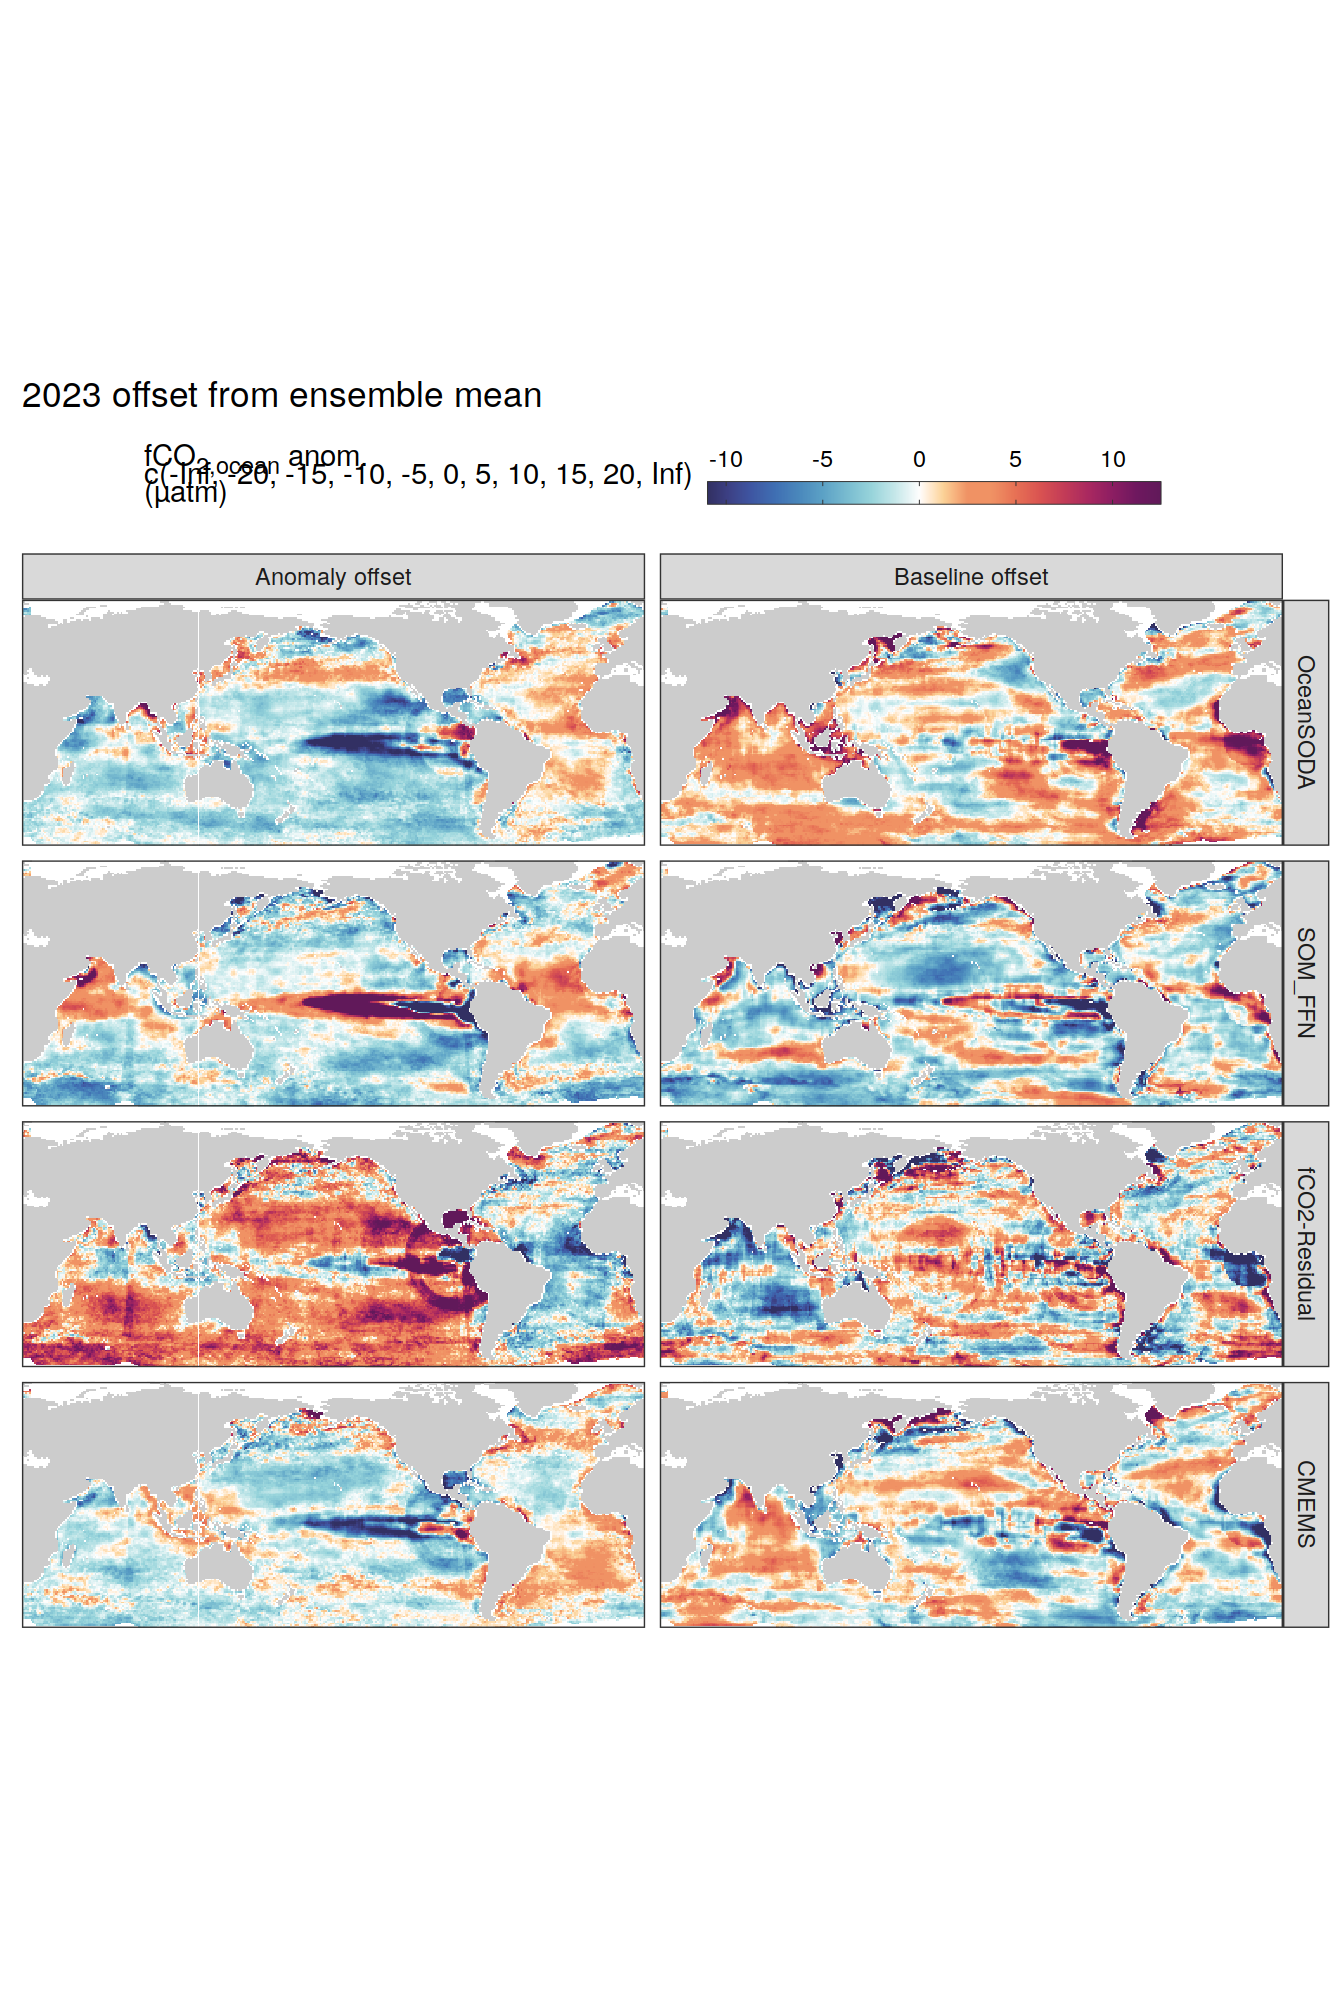 2023 offset from ensemble mean
fCO2,ocean anom.
c(-Inf, -20, -15, -10, -5, 0, 5, 10, 15, 20, Inf)
(µatm)
-10 -5 0 5 10
Anomaly offset Baseline offset
OceanSODA
SOM_FFN
fCO2-Residual
CMEMS